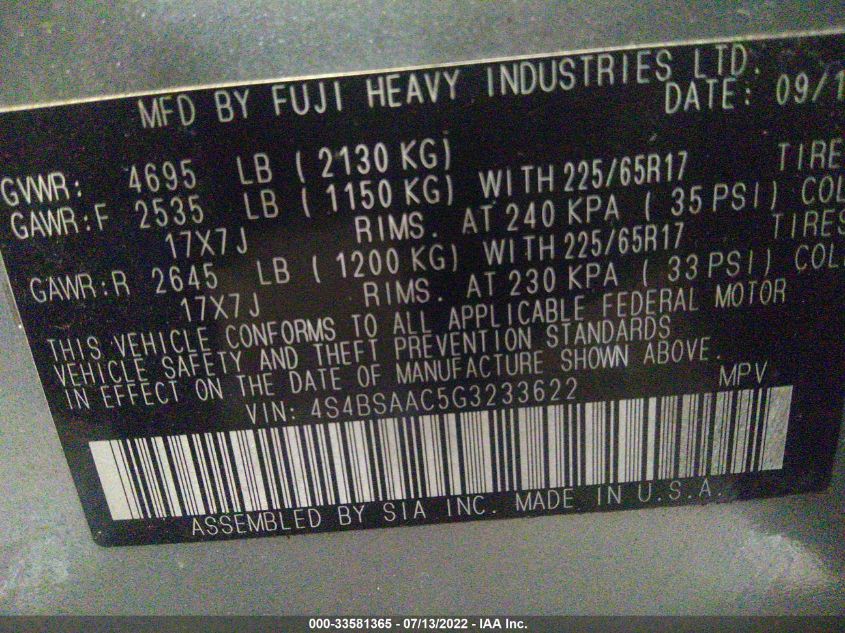 MFD BY FUJI HEAVY INDUSTRIES LTD.
DATE: 09/1
GVWR: 4695 LB ( 2130 KG)
GAWR:F 2535 LB ( 1150 KG) WITH 225/65R17 TIRE
17X7J RIMS. AT 240 KPA ( 35 PSI) COL
GAWR:R 2645 LB ( 1200 KG) WITH 225/65R17 TIRES
17X7J RIMS. AT 230 KPA ( 33 PSI) COL
THIS VEHICLE CONFORMS TO ALL APPLICABLE FEDERAL MOTOR
VEHICLE SAFETY AND THEFT PREVENTION STANDARDS
IN EFFECT ON THE DATE OF MANUFACTURE SHOWN ABOVE.
VIN: 4S4BSAAC5G3233622 MPV
ASSEMBLED BY SIA INC. MADE IN U.S.A.
000-33581365 - 07/13/2022 - IAA Inc.